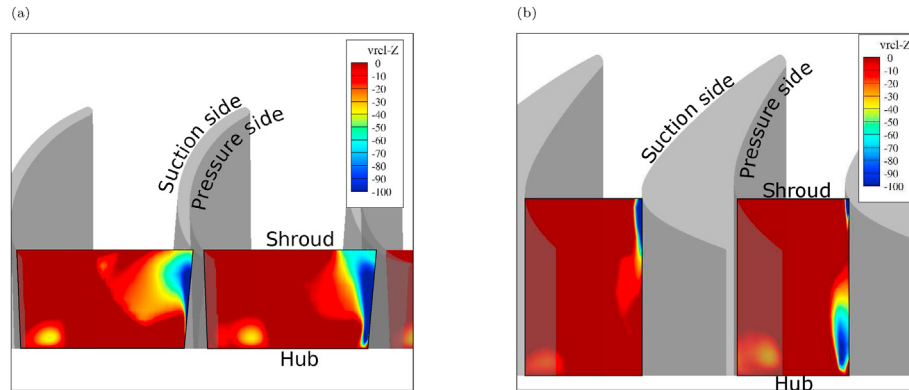 (a)
vrel-Z
0
-10
-20
-30
-40
-50
-60
-70
-80
-90
-100
Suction side
Pressure side
Shroud
Hub
(b)
vrel-Z
0
-10
-20
-30
-40
-50
-60
-70
-80
-90
-100
Suction side
Pressure side
Shroud
Hub